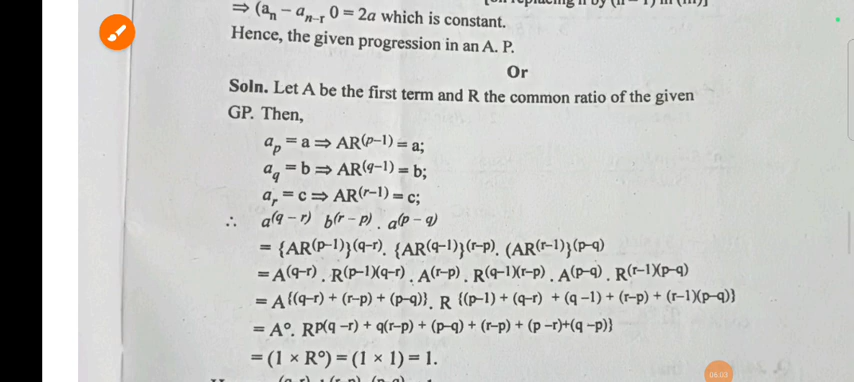 ⇒ (aₙ – aₙ₋ᵣ 0 = 2a which is constant.
Hence, the given progression in an A. P.
Or
Soln. Let A be the first term and R the common ratio of the given
GP. Then,
aₚ = a ⇒ AR^(p–1) = a;
a_q = b ⇒ AR^(q–1) = b;
aᵣ = c ⇒ AR^(r–1) = c;
∴ a^(q – r) b^(r – p) . a^(p – q)
= {AR^(p–1)}^(q–r). {AR^(q–1)}^(r–p). (AR^(r–1)}^(p–q)
= A^(q–r) . R^(p–1)(q–r) . A^(r–p) . R^(q–1)(r–p) . A^(p–q) . R^(r–1)(p–q)
= A^{(q–r) + (r–p) + (p–q)} . R ^{(p–1) + (q–r) + (q –1) + (r–p) + (r–1)(p–q)}
= A°. R^p(q –r) + q(r–p) + (p–q) + (r–p) + (p –r)+(q –p)}
= (1 × R°) = (1 × 1) = 1.
06:03